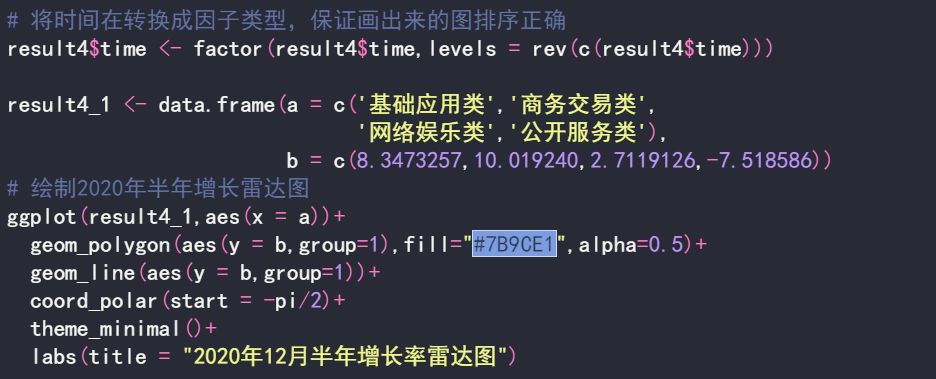 # 将时间在转换成因子类型，保证画出来的图排序正确
result4$time <- factor(result4$time,levels = rev(c(result4$time)))
result4_1 <- data.frame(a = c('基础应用类','商务交易类',
'网络娱乐类','公开服务类'),
b = c(8.3473257,10.019240,2.7119126,-7.518586))
# 绘制2020年半年增长雷达图
ggplot(result4_1,aes(x = a))+
geom_polygon(aes(y = b,group=1),fill="#7B9CE1",alpha=0.5)+
geom_line(aes(y = b,group=1))+
coord_polar(start = -pi/2)+
theme_minimal()+
labs(title = "2020年12月半年增长率雷达图")